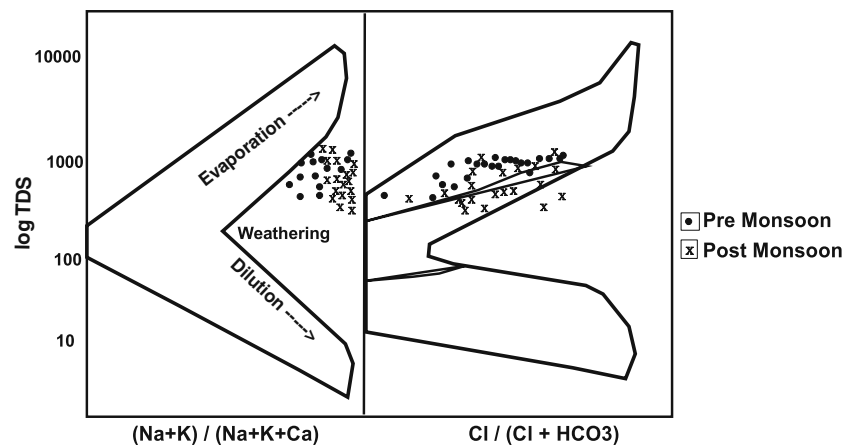 10000
1000
100
10
log TDS
Evaporation ---->
Weathering
Dilution ---->
(Na+K) / (Na+K+Ca)
Cl / (Cl + HCO3)
Pre Monsoon
x Post Monsoon